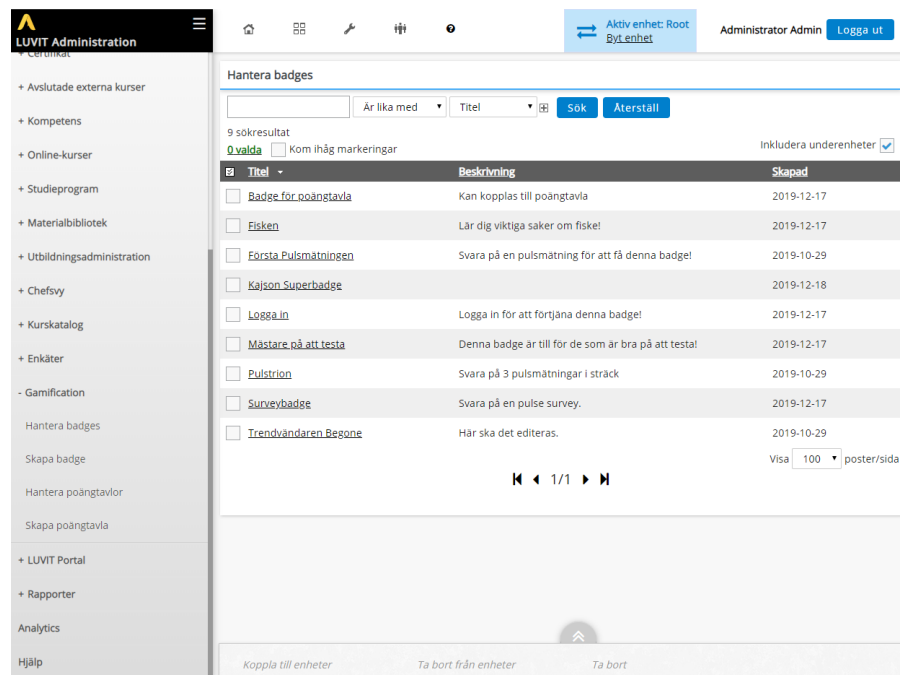 LUVIT Administration
Aktiv enhet: Root
Byt enhet
Administrator Admin
Logga ut
+ Certifikat
+ Avslutade externa kurser
+ Kompetens
+ Online-kurser
+ Studieprogram
+ Materialbibliotek
+ Utbildningsadministration
+ Chefsvy
+ Kurskatalog
+ Enkäter
- Gamification
Hantera badges
Skapa badge
Hantera poängtavlor
Skapa poängtavla
+ LUVIT Portal
+ Rapporter
Analytics
Hjälp
Hantera badges
Är lika med Titel Sök Återställ
9 sökresultat
0 valda Kom ihåg markeringar Inkludera underenheter
Titel Beskrivning Skapad
Badge för poängtavla Kan kopplas till poängtavla 2019-12-17
Fisken Lär dig viktiga saker om fiske! 2019-12-17
Första Pulsmätningen Svara på en pulsmätning för att få denna badge! 2019-10-29
Kajson Superbadge 2019-12-18
Logga in Logga in för att förtjäna denna badge! 2019-12-17
Mästare på att testa Denna badge är till för de som är bra på att testa! 2019-12-17
Pulstrion Svara på 3 pulsmätningar i sträck 2019-10-29
Surveybadge Svara på en pulse survey. 2019-12-17
Trendvändaren Begone Här ska det editeras. 2019-10-29
Visa 100 poster/sida
1/1
Koppla till enheter Ta bort från enheter Ta bort